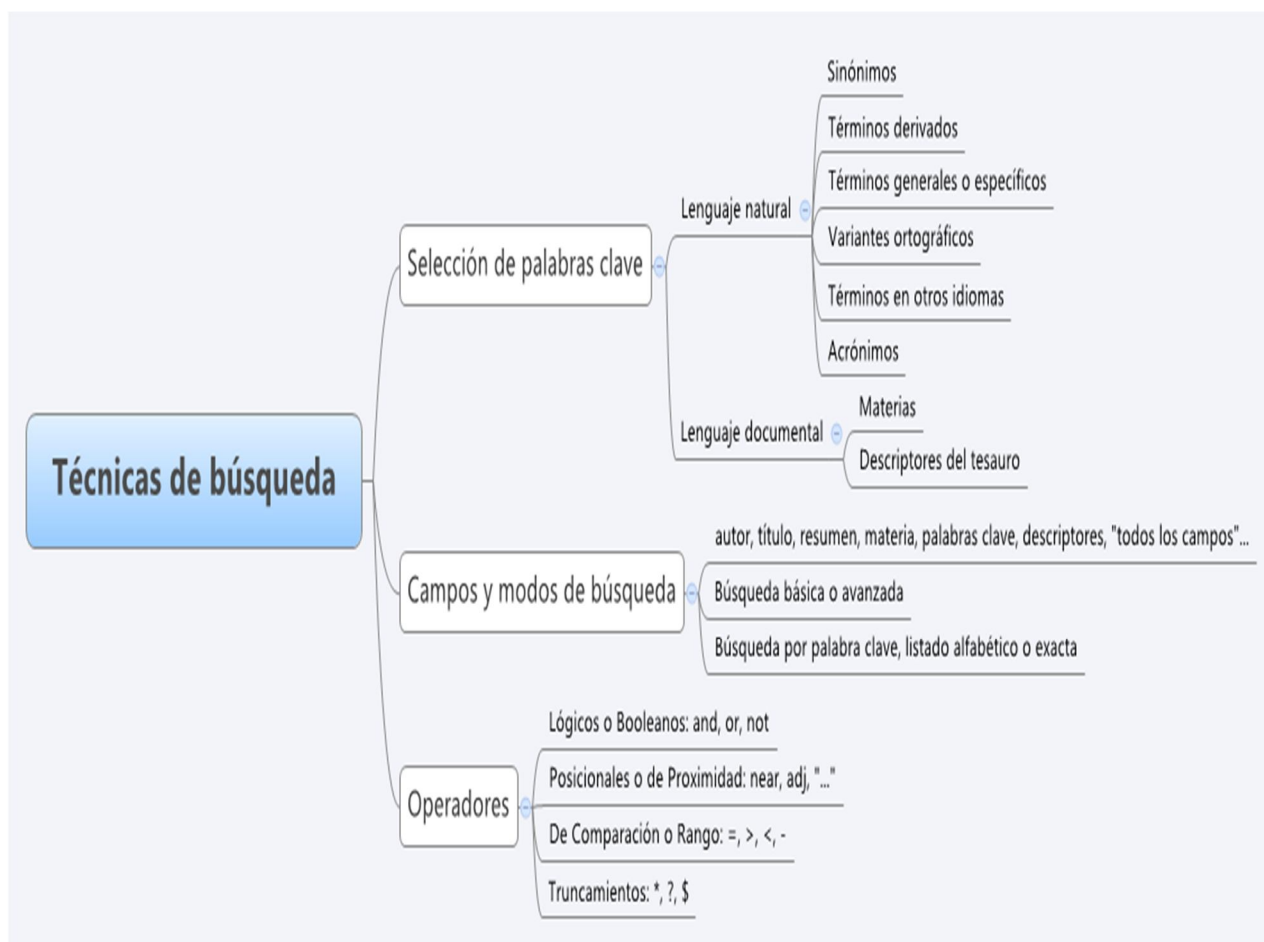 Técnicas de búsqueda
Selección de palabras clave
Lenguaje natural
Sinónimos
Términos derivados
Términos generales o específicos
Variantes ortográficos
Términos en otros idiomas
Acrónimos
Lenguaje documental
Materias
Descriptores del tesauro
Campos y modos de búsqueda
autor, título, resumen, materia, palabras clave, descriptores, "todos los campos"...
Búsqueda básica o avanzada
Búsqueda por palabra clave, listado alfabético o exacta
Operadores
Lógicos o Booleanos: and, or, not
Posicionales o de Proximidad: near, adj, "..."
De Comparación o Rango: =, >, <, -
Truncamientos: *, ?, $